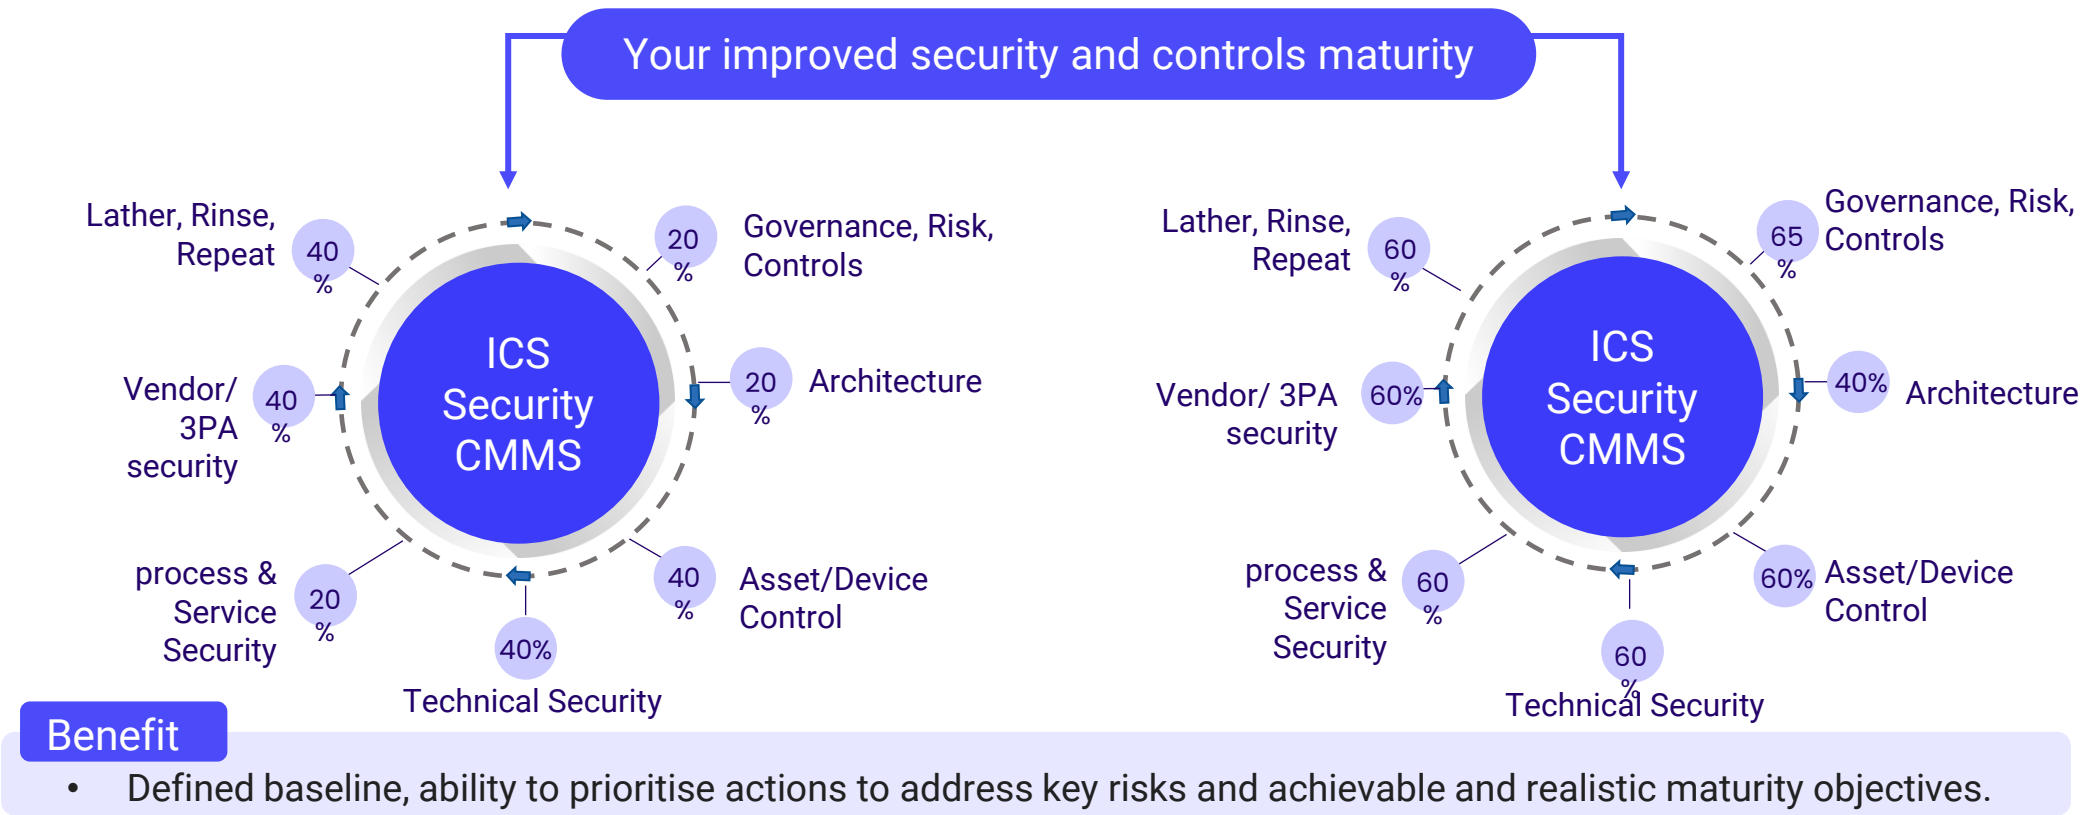 Your improved security and controls maturity
Lather, Rinse,
Repeat
40
%
20
%
Governance, Risk,
Controls
Vendor/
3PA
security
40
%
ICS
Security
CMMS
20
%
Architecture
process &
Service
Security
20
%
40%
Technical Security
40
%
Asset/Device
Control
Lather, Rinse,
Repeat
60
%
65
%
Governance, Risk,
Controls
Vendor/ 3PA
security
60%
ICS
Security
CMMS
40%
Architecture
process &
Service
Security
60
%
60
%
Technical Security
60%
Asset/Device
Control
Benefit
• Defined baseline, ability to prioritise actions to address key risks and achievable and realistic maturity objectives.